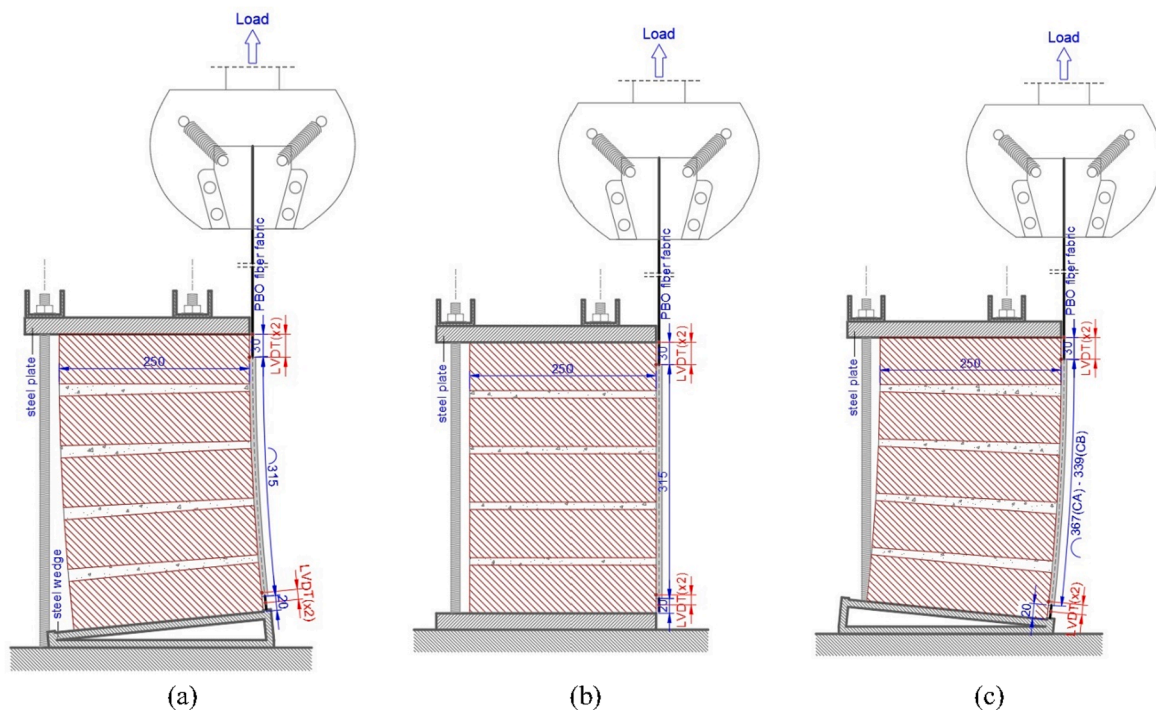 Load
PBO fiber fabric
30
LVDT(x2)
steel plate
250
315
steel wedge
LVDT(x2)
20
(a)
Load
PBO fiber fabric
30
LVDT(x2)
steel plate
250
315
20
LVDT(x2)
(b)
Load
PBO fiber fabric
30
LVDT(x2)
steel plate
250
367(CA) - 339(CB)
20
LVDT(x2)
(c)